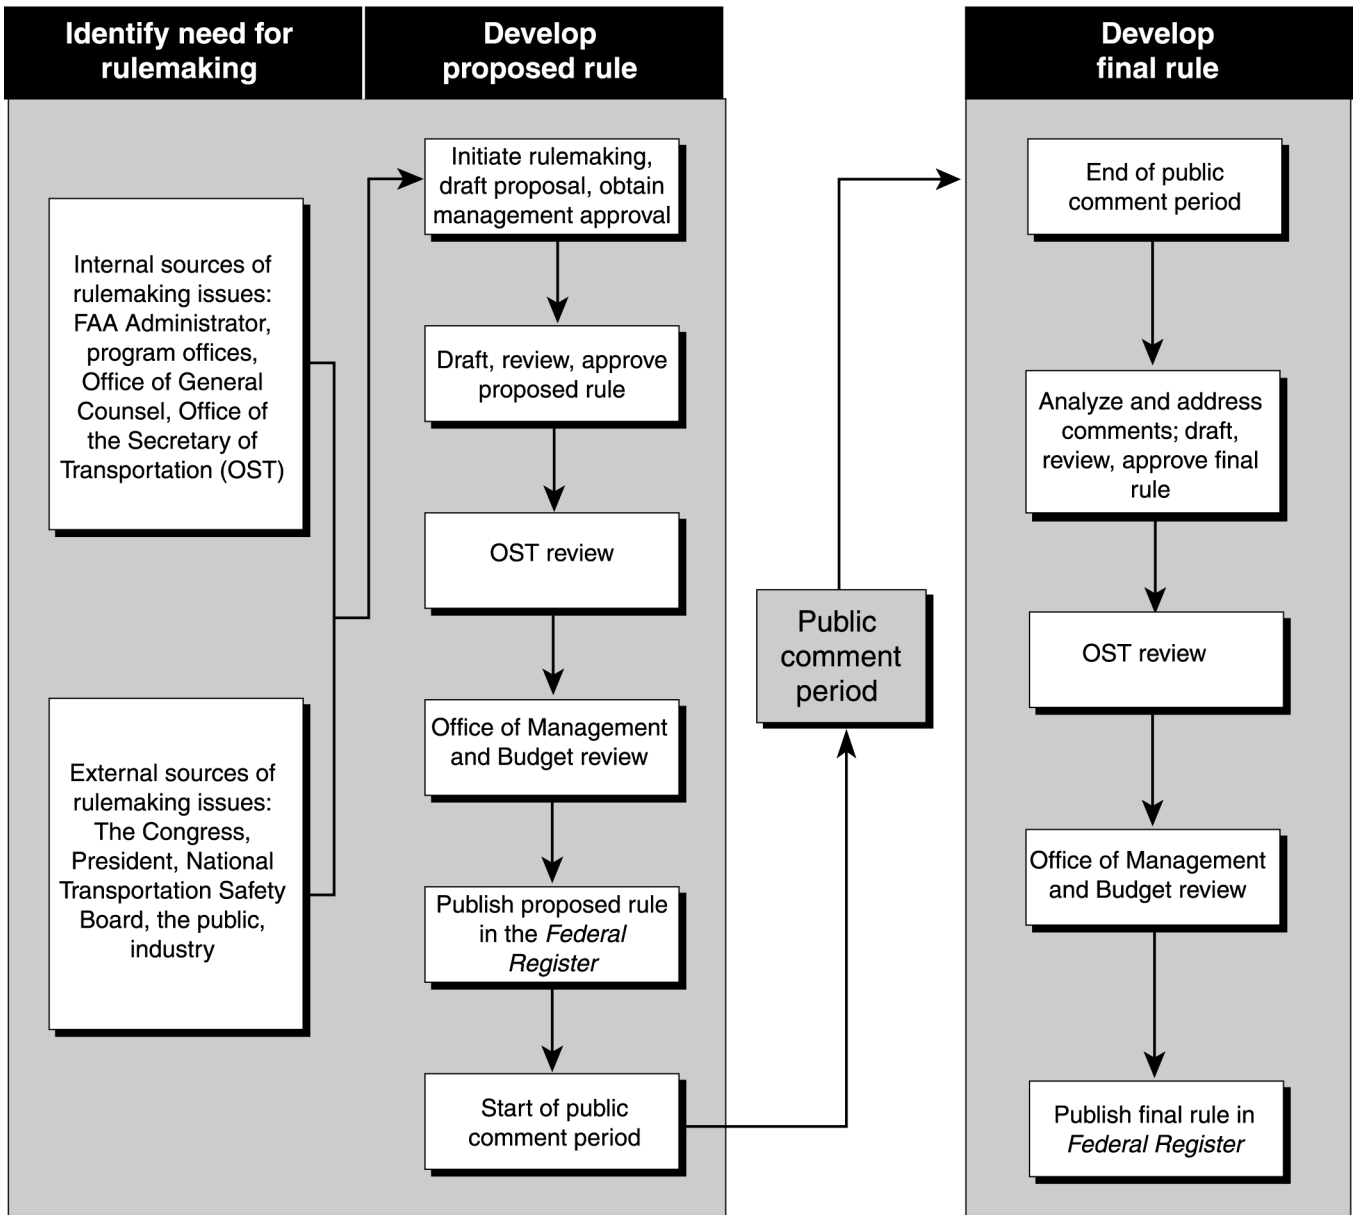 Identify need for
rulemaking
Develop
proposed rule
Develop
final rule
Internal sources of
rulemaking issues:
FAA Administrator,
program offices,
Office of General
Counsel, Office of
the Secretary of
Transportation (OST)
External sources of
rulemaking issues:
The Congress,
President, National
Transportation Safety
Board, the public,
industry
Initiate rulemaking,
draft proposal, obtain
management approval
Draft, review, approve
proposed rule
OST review
Office of Management
and Budget review
Publish proposed rule
in the Federal
Register
Start of public
comment period
Public
comment
period
End of public
comment period
Analyze and address
comments; draft,
review, approve final
rule
OST review
Office of Management
and Budget review
Publish final rule in
Federal Register